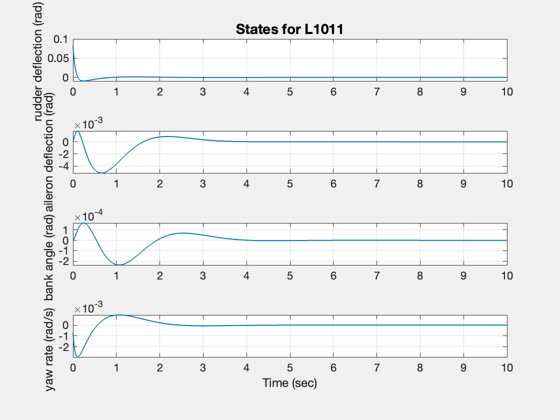 States for L1011
rudder deflection (rad)
0.1
0.05
0
0 1 2 3 4 5 6 7 8 9 10
aileron deflection (rad)
×10⁻³
0
-2
-4
0 1 2 3 4 5 6 7 8 9 10
bank angle (rad)
×10⁻⁴
1
0
-1
-2
0 1 2 3 4 5 6 7 8 9 10
yaw rate (rad/s)
×10⁻³
0
-1
-2
0 1 2 3 4 5 6 7 8 9 10
Time (sec)